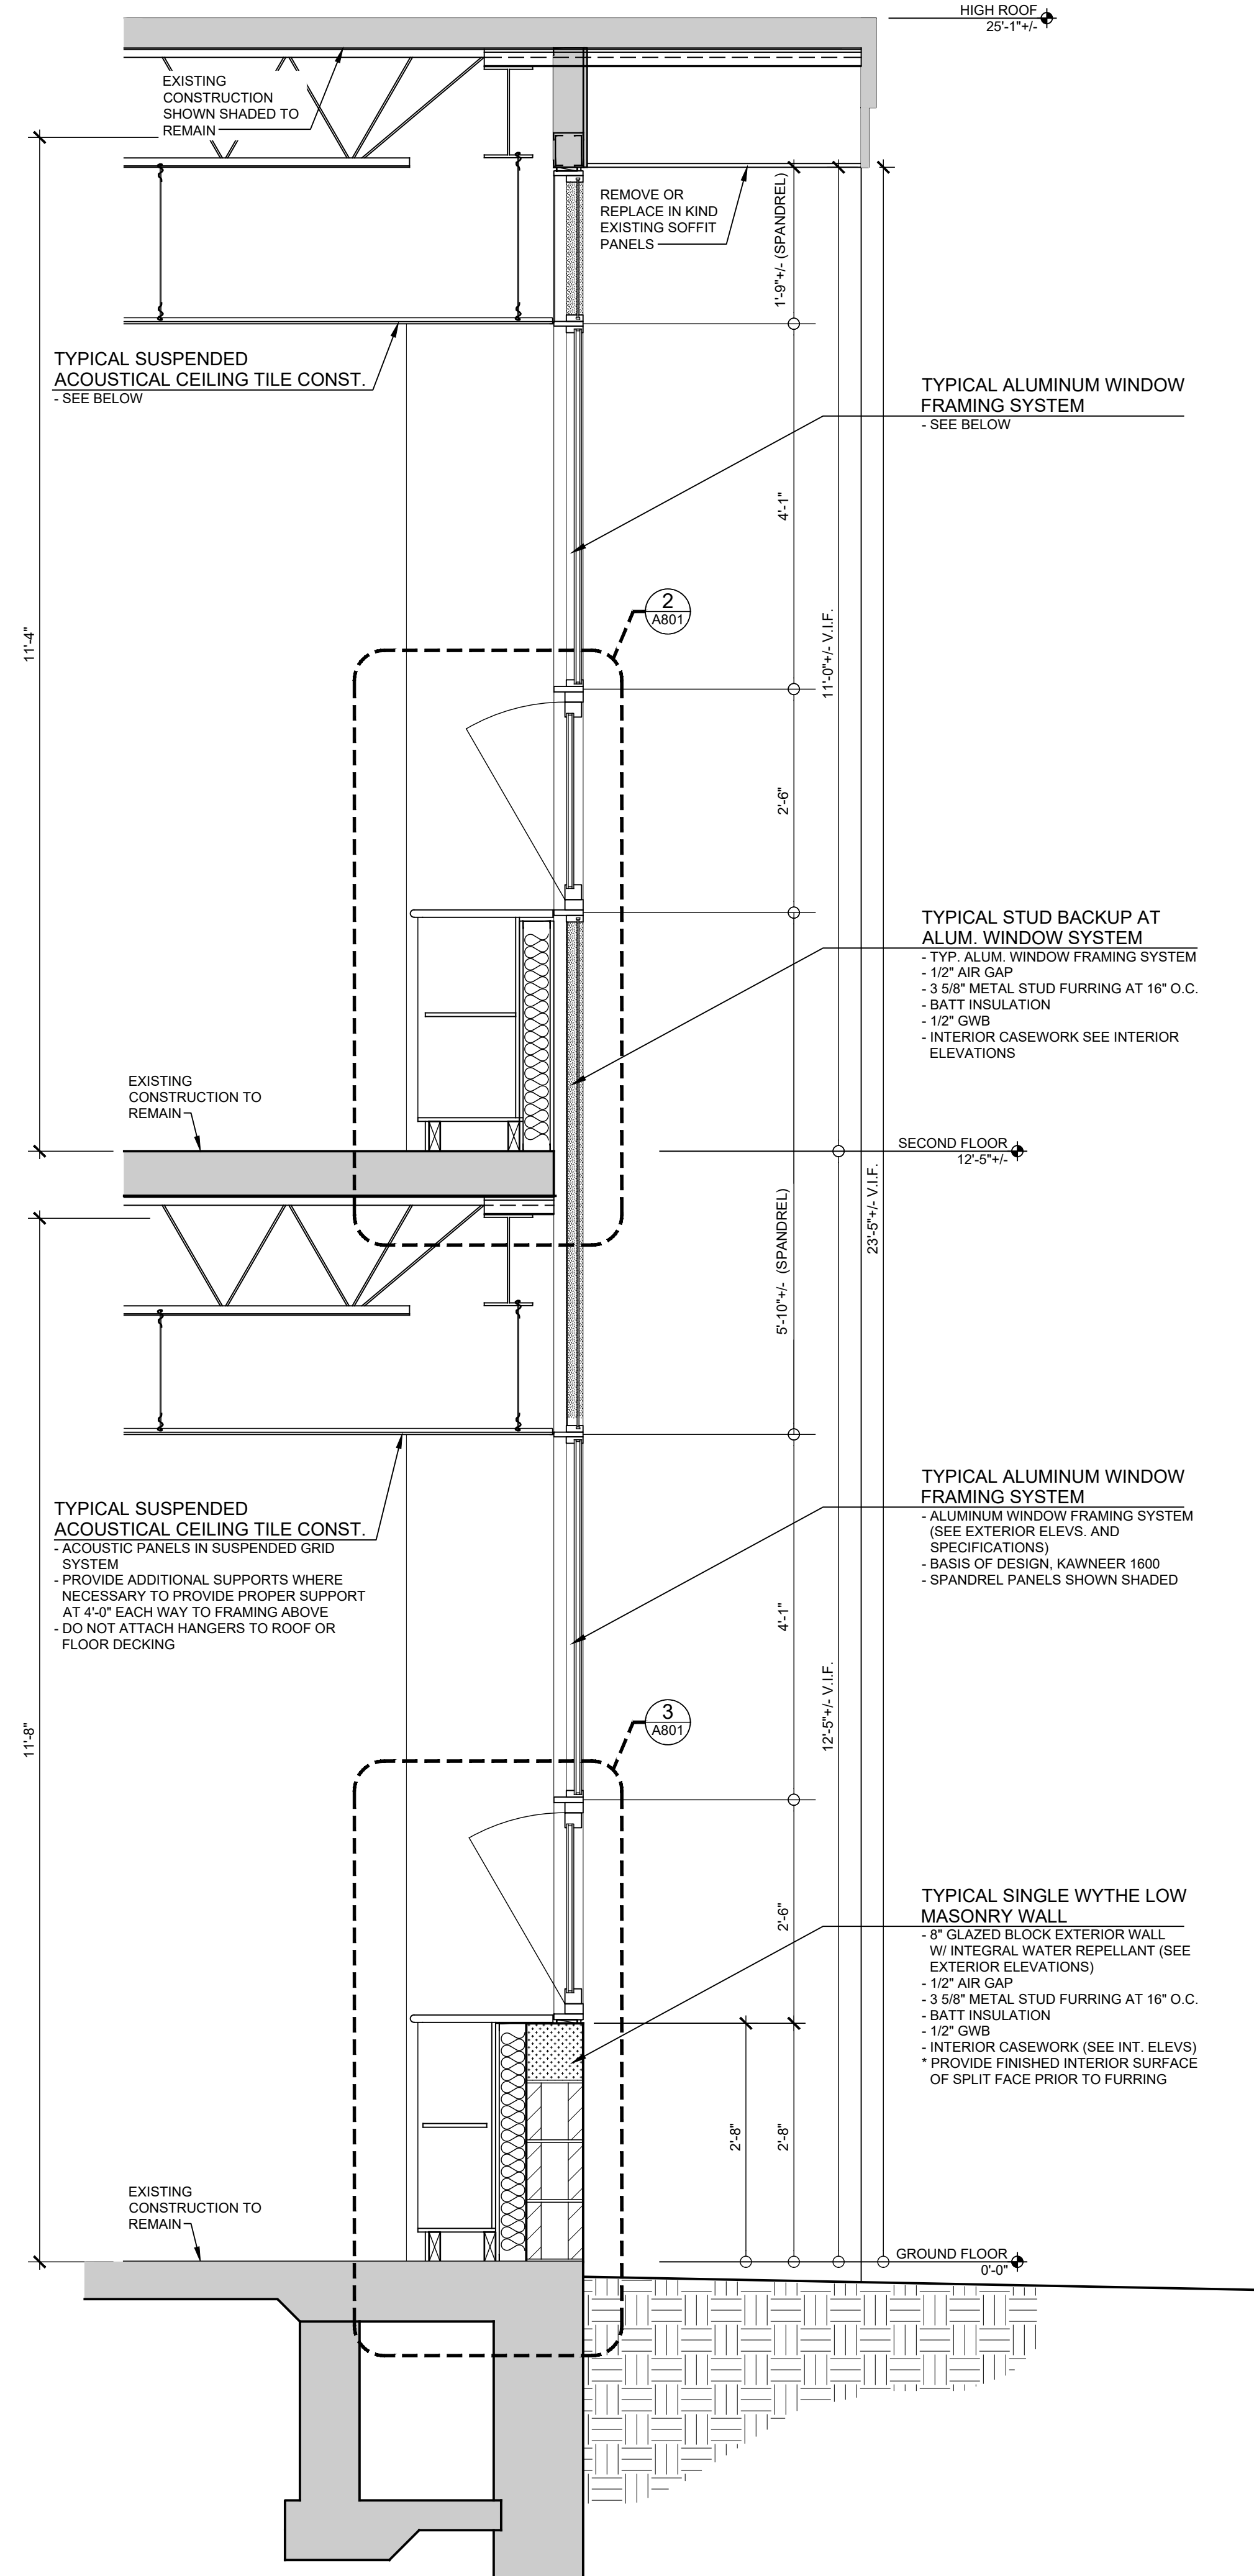 HIGH ROOF
25'-1"+/-
EXISTING
CONSTRUCTION
SHOWN SHADED TO
REMAIN
REMOVE OR
REPLACE IN KIND
EXISTING SOFFIT
PANELS
1'-9"+/- (SPANDREL)
TYPICAL SUSPENDED
ACOUSTICAL CEILING TILE CONST.
- SEE BELOW
TYPICAL ALUMINUM WINDOW
FRAMING SYSTEM
- SEE BELOW
4'-1"
2
A801
11'-4"
11'-0"+/- V.I.F.
2'-6"
TYPICAL STUD BACKUP AT
ALUM. WINDOW SYSTEM
- TYP. ALUM. WINDOW FRAMING SYSTEM
- 1/2" AIR GAP
- 3 5/8" METAL STUD FURRING AT 16" O.C.
- BATT INSULATION
- 1/2" GWB
- INTERIOR CASEWORK SEE INTERIOR
ELEVATIONS
EXISTING
CONSTRUCTION TO
REMAIN
SECOND FLOOR
12'-5"+/-
23'-5"+/- V.I.F.
5'-10"+/- (SPANDREL)
TYPICAL SUSPENDED
ACOUSTICAL CEILING TILE CONST.
- ACOUSTIC PANELS IN SUSPENDED GRID
SYSTEM
- PROVIDE ADDITIONAL SUPPORTS WHERE
NECESSARY TO PROVIDE PROPER SUPPORT
AT 4'-0" EACH WAY TO FRAMING ABOVE
- DO NOT ATTACH HANGERS TO ROOF OR
FLOOR DECKING
TYPICAL ALUMINUM WINDOW
FRAMING SYSTEM
- ALUMINUM WINDOW FRAMING SYSTEM
(SEE EXTERIOR ELEVS. AND
SPECIFICATIONS)
- BASIS OF DESIGN, KAWNEER 1600
- SPANDREL PANELS SHOWN SHADED
4'-1"
12'-5"+/- V.I.F.
3
A801
11'-8"
2'-6"
TYPICAL SINGLE WYTHE LOW
MASONRY WALL
- 8" GLAZED BLOCK EXTERIOR WALL
W/ INTEGRAL WATER REPELLANT (SEE
EXTERIOR ELEVATIONS)
- 1/2" AIR GAP
- 3 5/8" METAL STUD FURRING AT 16" O.C.
- BATT INSULATION
- 1/2" GWB
- INTERIOR CASEWORK (SEE INT. ELEVS)
* PROVIDE FINISHED INTERIOR SURFACE
OF SPLIT FACE PRIOR TO FURRING
2'-8"
2'-8"
EXISTING
CONSTRUCTION TO
REMAIN
GROUND FLOOR
0'-0"